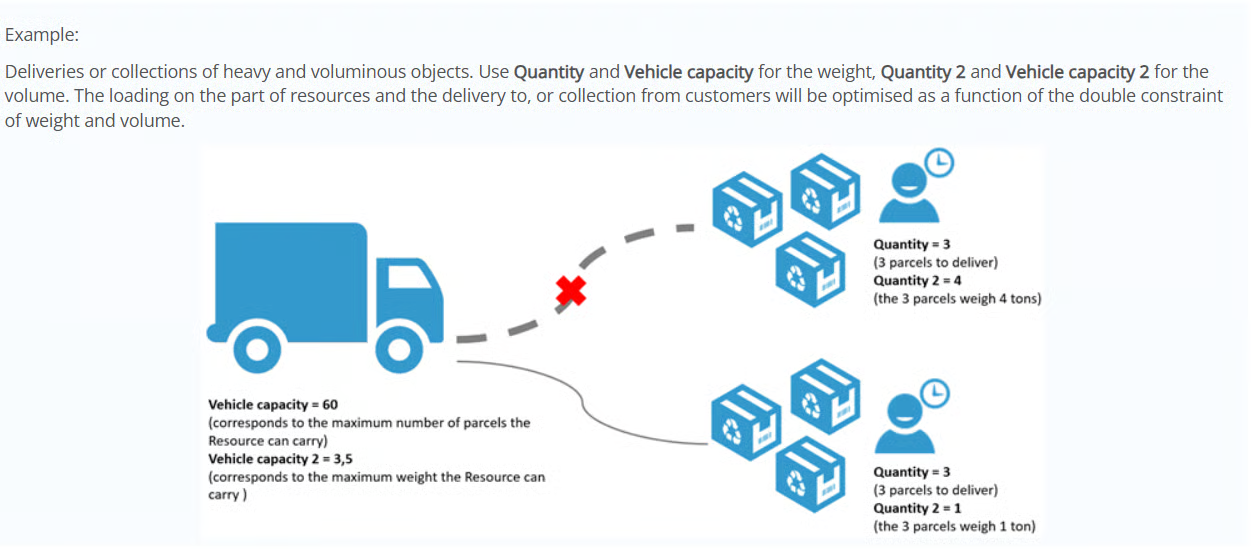 Example:
Deliveries or collections of heavy and voluminous objects. Use Quantity and Vehicle capacity for the weight, Quantity 2 and Vehicle capacity 2 for the
volume. The loading on the part of resources and the delivery to, or collection from customers will be optimised as a function of the double constraint
of weight and volume.
Quantity = 3
(3 parcels to deliver)
Quantity 2 = 4
(the 3 parcels weigh 4 tons)
Vehicle capacity = 60
(corresponds to the maximum number of parcels the
Resource can carry)
Vehicle capacity 2 = 3,5
(corresponds to the maximum weight the Resource can
carry )
Quantity = 3
(3 parcels to deliver)
Quantity 2 = 1
(the 3 parcels weigh 1 ton)